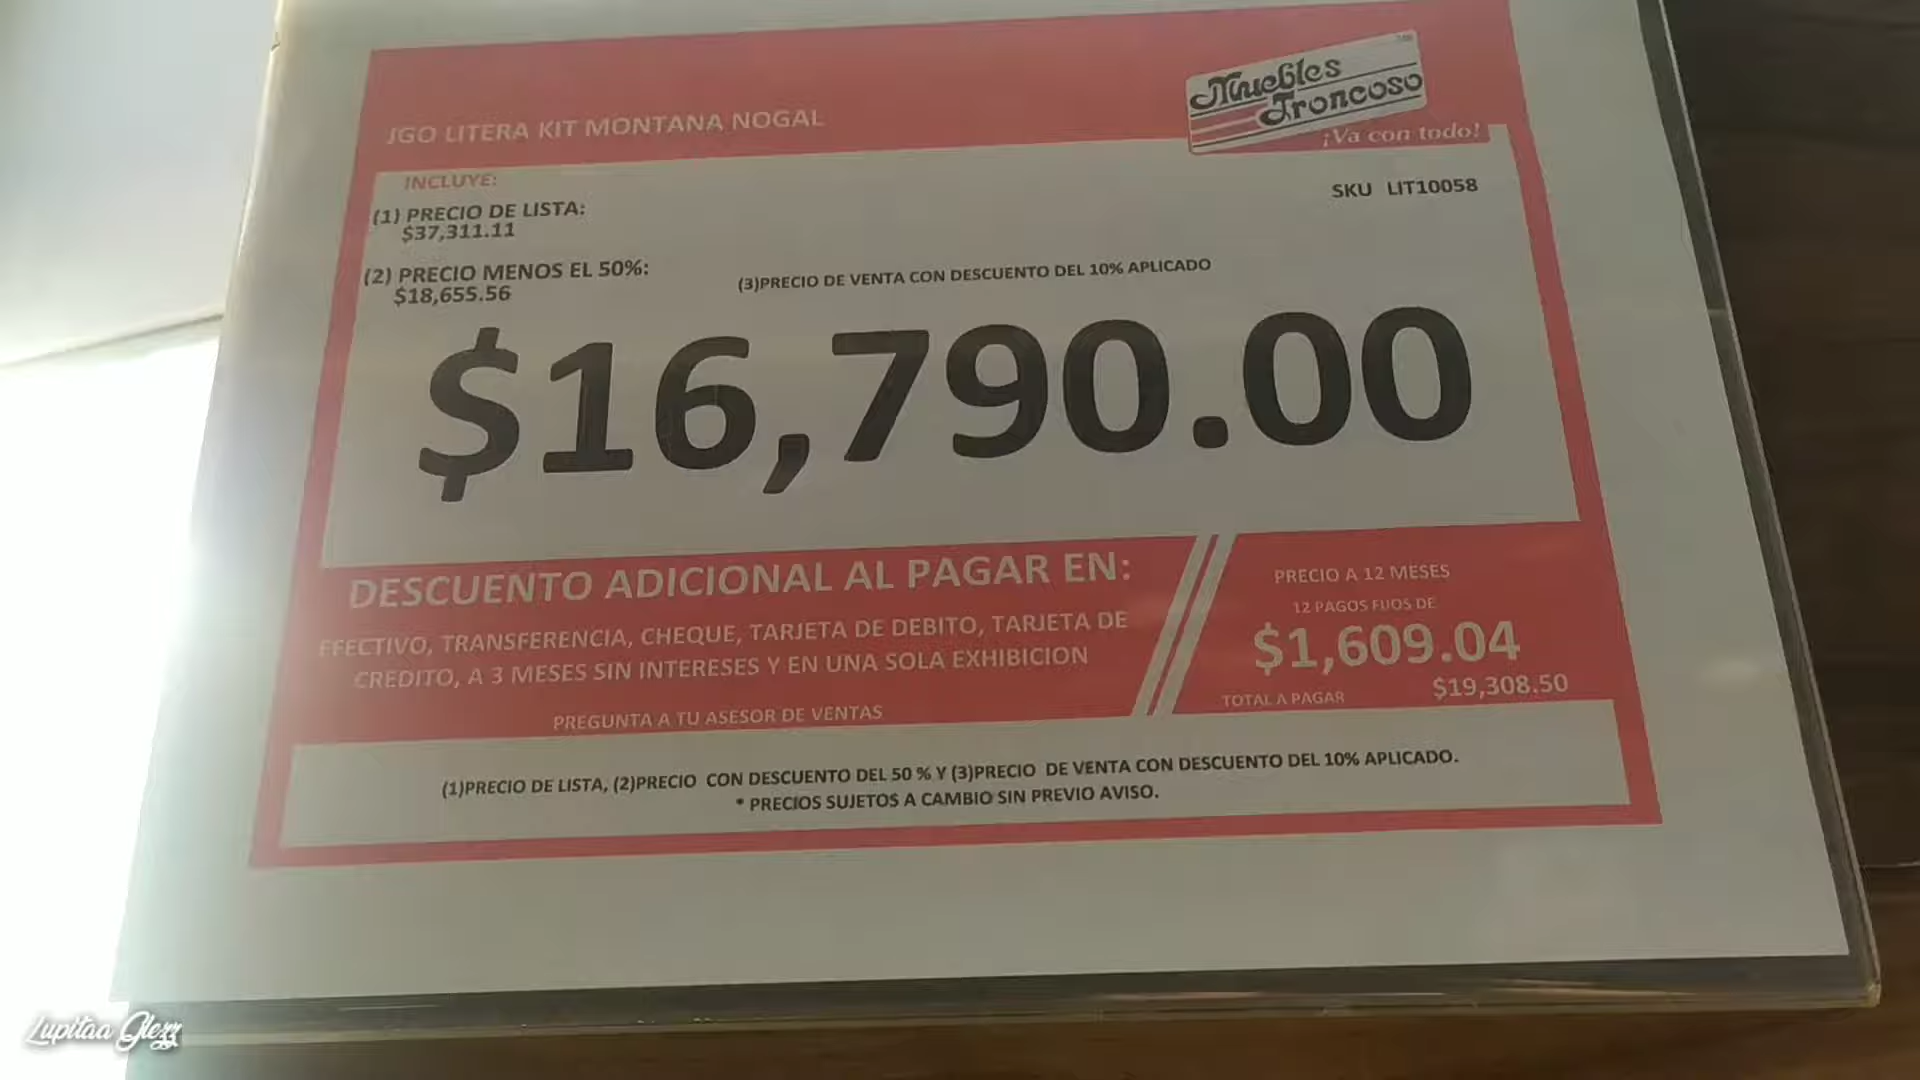 Muebles
Troncoso
¡Va con todo!
JGO LITERA KIT MONTANA NOGAL
INCLUYE:
SKU LIT10058
(1) PRECIO DE LISTA:
$37,311.11
(2) PRECIO MENOS EL 50%:
$18,655.56
(3)PRECIO DE VENTA CON DESCUENTO DEL 10% APLICADO
$16,790.00
DESCUENTO ADICIONAL AL PAGAR EN:
EFECTIVO, TRANSFERENCIA, CHEQUE, TARJETA DE DEBITO, TARJETA DE
CREDITO, A 3 MESES SIN INTERESES Y EN UNA SOLA EXHIBICION
PREGUNTA A TU ASESOR DE VENTAS
PRECIO A 12 MESES
12 PAGOS FIJOS DE
$1,609.04
TOTAL A PAGAR $19,308.50
(1)PRECIO DE LISTA, (2)PRECIO CON DESCUENTO DEL 50 % Y (3)PRECIO DE VENTA CON DESCUENTO DEL 10% APLICADO.
* PRECIOS SUJETOS A CAMBIO SIN PREVIO AVISO.
Lupitaa Glezz